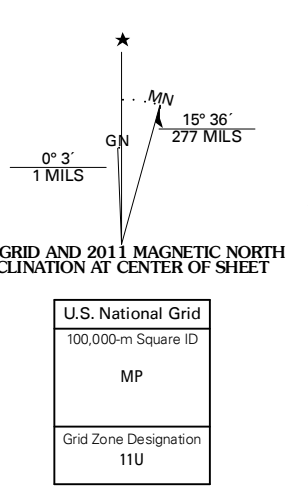 MN
15° 36´
277 MILS
GN
0° 3´
1 MILS
GRID AND 2011 MAGNETIC NORTH
CLINATION AT CENTER OF SHEET
U.S. National Grid
100,000-m Square ID
MP
Grid Zone Designation
11U